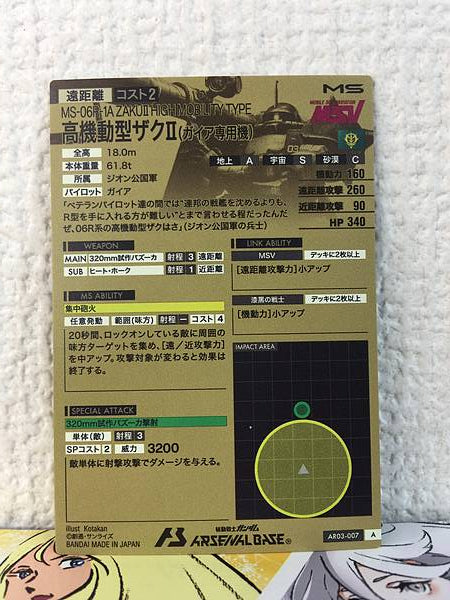 遠距離 コスト2
MS
MS-06R-1A ZAKUII HIGH MOBILITY TYPE
MSV
高機動型ザクII(ガイア専用機)
全高 18.0m
本体重量 61.8t
所属 ジオン公国軍
パイロット ガイア
地上 A 宇宙 S 砂漠 C
機動力 160
遠距離攻撃 260
近距離攻撃 90
HP 340
「ベテランパイロット達の間では“連邦の戦艦を沈めるよりも、
R型を手に入れる方が難しい”とまで言わせる程だったんだ
ぜ、06R系の高機動型ザクはさ」(ジオン公国軍の兵士)
WEAPON
MAIN 320mm試作バズーカ 射程 3 遠距離
SUB ヒート・ホーク 射程 1 近距離
LINK ABILITY
MSV デッキに2枚以上
[遠距離攻撃力]小アップ
漆黒の戦士 デッキに2枚以上
[機動力]小アップ
MS ABILITY
集中砲火
任意発動 範囲(味方) 射程 ー コスト 4
20秒間、ロックオンしている敵に周囲の
味方ターゲットを集め、[遠/近攻撃力]
を中アップ。攻撃対象が変わると効果は
終了する。
IMPACT AREA
SPECIAL ATTACK
320mm試作バズーカ撃射
単体(敵) 射程 3
SPコスト 2 威力 3200
敵単体に射撃攻撃でダメージを与える。
illust Kotakan
©創通・サンライズ
BANDAI MADE IN JAPAN
機動戦士ガンダム
ARSENAL BASE®
AR03-007 A